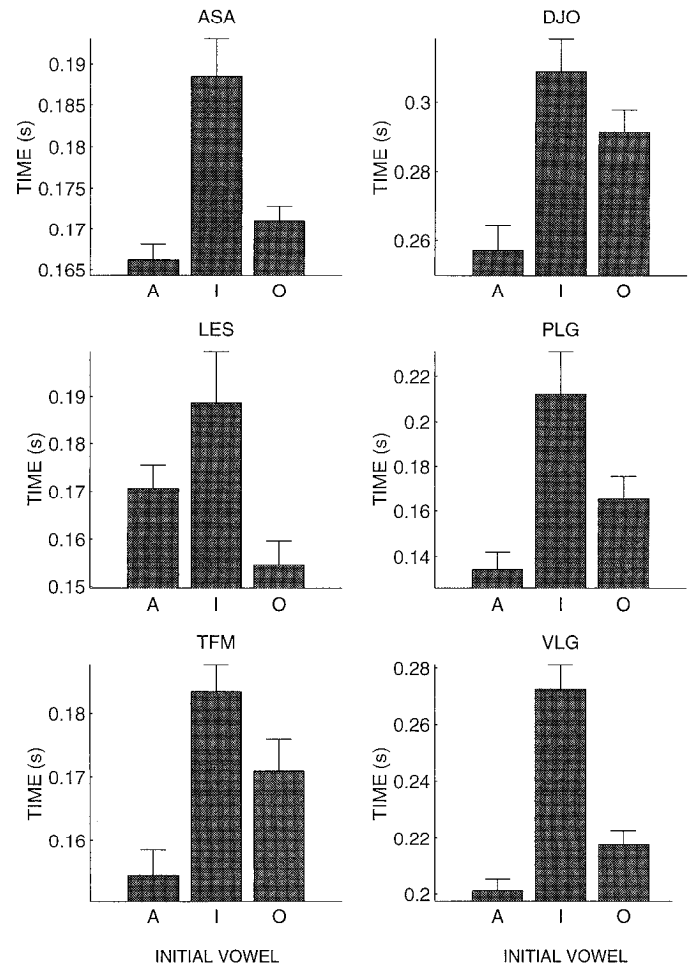 ASA
TIME (s)
0.19
0.185
0.18
0.175
0.17
0.165
A I O
DJO
TIME (s)
0.3
0.28
0.26
A I O
LES
TIME (s)
0.19
0.18
0.17
0.16
0.15
A I O
PLG
TIME (s)
0.22
0.2
0.18
0.16
0.14
A I O
TFM
TIME (s)
0.18
0.17
0.16
A I O
INITIAL VOWEL
VLG
TIME (s)
0.28
0.26
0.24
0.22
0.2
A I O
INITIAL VOWEL